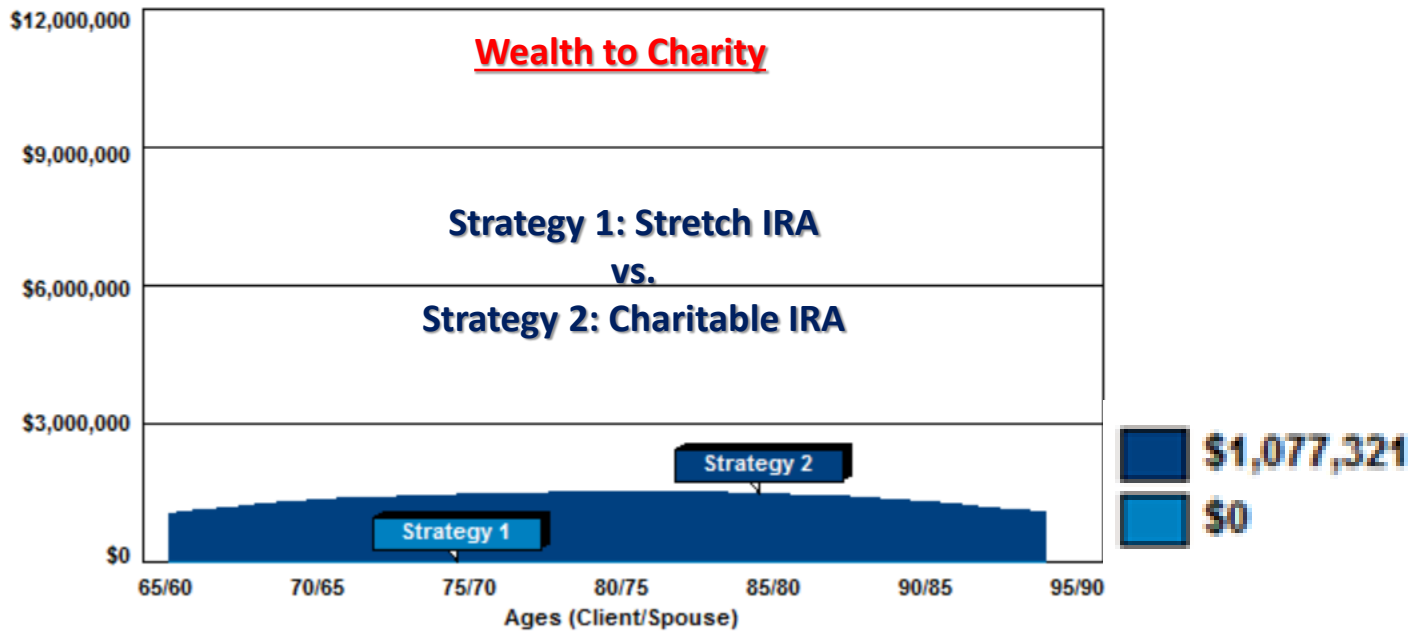 $12,000,000
Wealth to Charity
$9,000,000
Strategy 1: Stretch IRA
vs.
$6,000,000
Strategy 2: Charitable IRA
$3,000,000
Strategy 2
$1,077,321
Strategy 1
$0
$0
65/60 70/65 75/70 80/75 85/80 90/85 95/90
Ages (Client/Spouse)